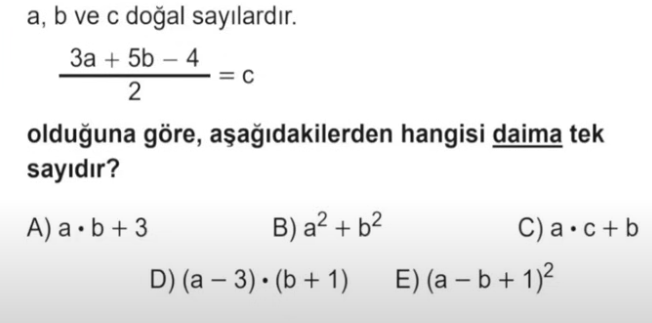 a, b ve c doğal sayılardır.
3a + 5b – 4
= c
2
olduğuna göre, aşağıdakilerden hangisi daima tek
sayıdır?
A) a • b + 3 B) a² + b² C) a • c + b
D) (a – 3) • (b + 1) E) (a – b + 1)²